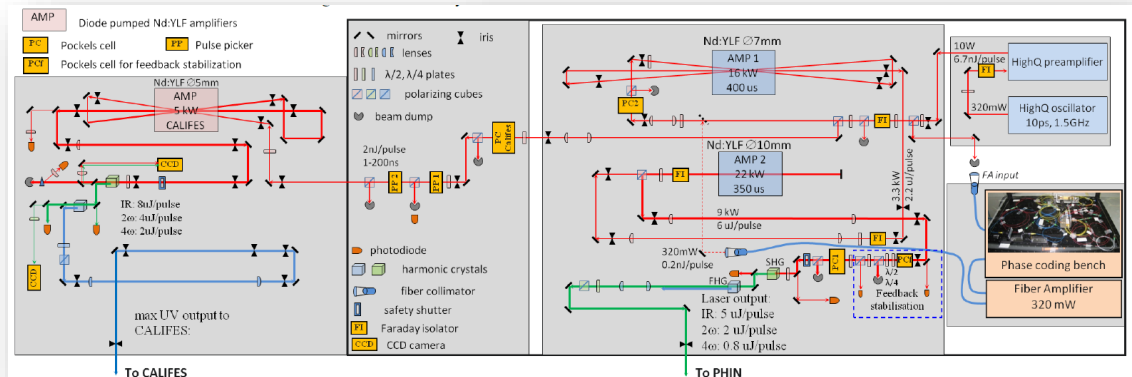 AMP
Diode pumped Nd:YLF amplifiers
PC
Pockels cell
PP
Pulse picker
PCf
Pockels cell for feedback stabilization
Nd:YLF ∅5mm
AMP
5 kW
CALIFES
CCD
IR: 8uJ/pulse
2ω: 4uJ/pulse
4ω: 2uJ/pulse
CCD
max UV output to
CALIFES:
To CALIFES
mirrors
iris
lenses
λ/2, λ/4 plates
polarizing cubes
beam dump
2nJ/pulse
1-200ns
PP 2
PP 1
PC
Califes
photodiode
harmonic crystals
fiber collimator
safety shutter
FI
Faraday isolator
CCD
CCD camera
Nd:YLF ∅7mm
AMP 1
16 kW
400 us
PC2
FI
Nd:YLF ∅10mm
AMP 2
22 kW
350 us
FI
3.3 kW
2.2 uJ/pulse
9 kW
6 uJ/pulse
FI
320mW
0.2nJ/pulse
SHG
FHG
PC1
λ/2
λ/4
PCf
Feedback
stabilisation
Laser output:
IR: 5 uJ/pulse
2ω: 2 uJ/pulse
4ω: 0.8 uJ/pulse
To PHIN
10W
6.7nJ/pulse
FI
HighQ preamplifier
320mW
HighQ oscillator
10ps, 1.5GHz
FA input
Phase coding bench
Fiber Amplifier
320 mW